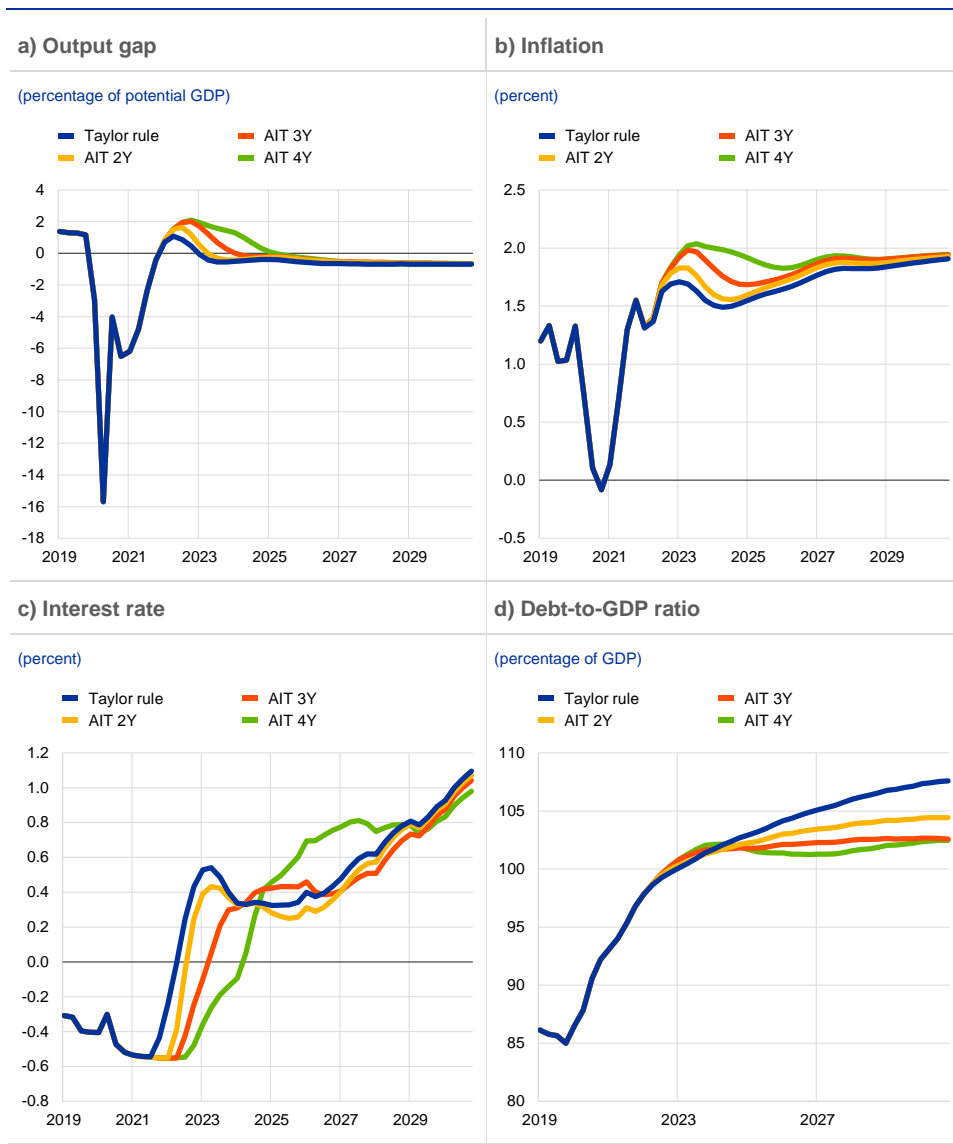 a) Output gap
(percentage of potential GDP)
Taylor rule AIT 3Y
AIT 2Y AIT 4Y
4
2
0
-2
-4
-6
-8
-10
-12
-14
-16
-18
2019 2021 2023 2025 2027 2029
b) Inflation
(percent)
Taylor rule AIT 3Y
AIT 2Y AIT 4Y
2.5
2.0
1.5
1.0
0.5
0.0
-0.5
2019 2021 2023 2025 2027 2029
c) Interest rate
(percent)
Taylor rule AIT 3Y
AIT 2Y AIT 4Y
1.2
1.0
0.8
0.6
0.4
0.2
0.0
-0.2
-0.4
-0.6
-0.8
2019 2021 2023 2025 2027 2029
d) Debt-to-GDP ratio
(percentage of GDP)
Taylor rule AIT 3Y
AIT 2Y AIT 4Y
110
105
100
95
90
85
80
2019 2023 2027